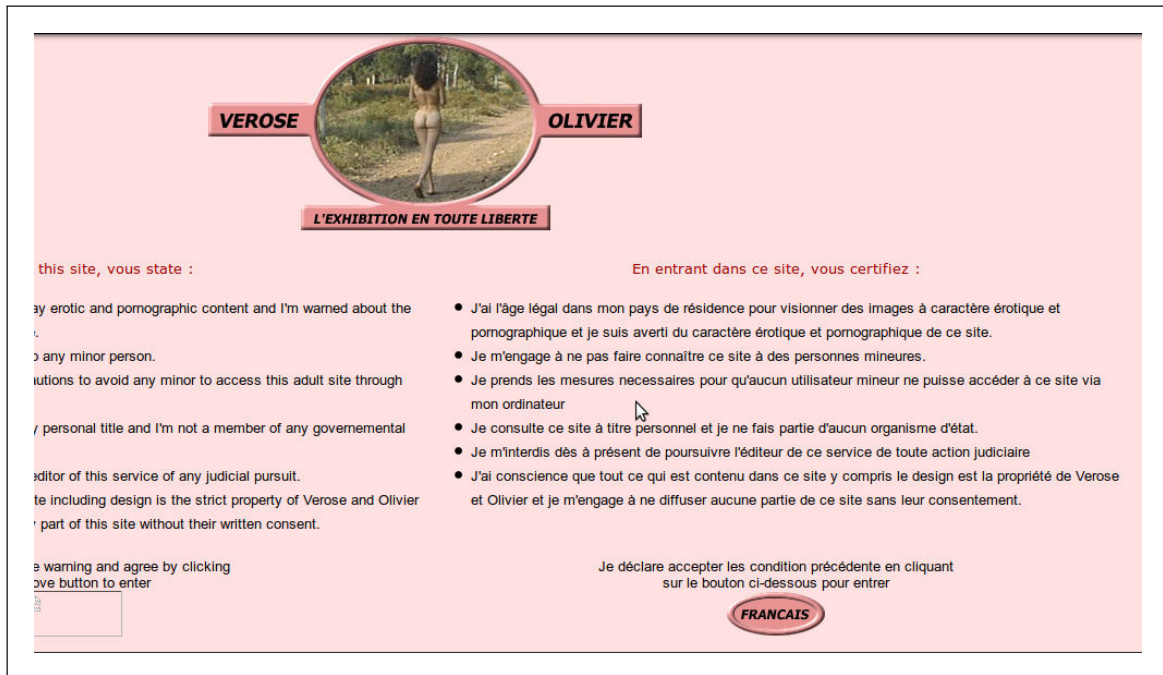 VEROSE
OLIVIER
L'EXHIBITION EN TOUTE LIBERTE
this site, vous state :
ay erotic and pornographic content and I'm warned about the
o any minor person.
autions to avoid any minor to access this adult site through
y personal title and I'm not a member of any governemental
editor of this service of any judicial pursuit.
ite including design is the strict property of Verose and Olivier
part of this site without their written consent.
e warning and agree by clicking
ove button to enter
En entrant dans ce site, vous certifiez :
● J'ai l'âge légal dans mon pays de résidence pour visionner des images à caractère érotique et
pornographique et je suis averti du caractère érotique et pornographique de ce site.
● Je m'engage à ne pas faire connaître ce site à des personnes mineures.
● Je prends les mesures necessaires pour qu'aucun utilisateur mineur ne puisse accéder à ce site via
mon ordinateur
● Je consulte ce site à titre personnel et je ne fais partie d'aucun organisme d'état.
● Je m'interdis dès à présent de poursuivre l'éditeur de ce service de toute action judiciaire
● J'ai conscience que tout ce qui est contenu dans ce site y compris le design est la propriété de Verose
et Olivier et je m'engage à ne diffuser aucune partie de ce site sans leur consentement.
Je déclare accepter les condition précédente en cliquant
sur le bouton ci-dessous pour entrer
FRANCAIS